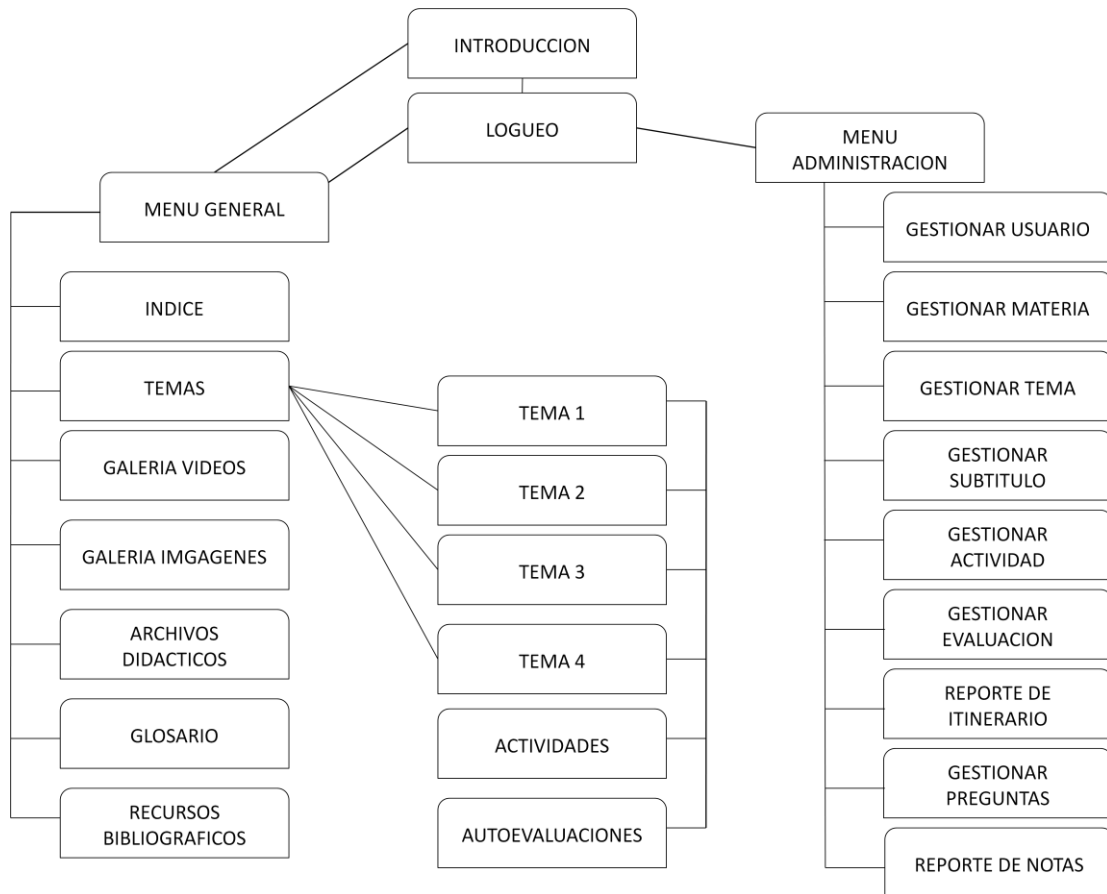 INTRODUCCION
LOGUEO
MENU
ADMINISTRACION
MENU GENERAL
INDICE
TEMAS
GALERIA VIDEOS
GALERIA IMGAGENES
ARCHIVOS
DIDACTICOS
GLOSARIO
RECURSOS
BIBLIOGRAFICOS
TEMA 1
TEMA 2
TEMA 3
TEMA 4
ACTIVIDADES
AUTOEVALUACIONES
GESTIONAR USUARIO
GESTIONAR MATERIA
GESTIONAR TEMA
GESTIONAR
SUBTITULO
GESTIONAR
ACTIVIDAD
GESTIONAR
EVALUACION
REPORTE DE
ITINERARIO
GESTIONAR
PREGUNTAS
REPORTE DE NOTAS